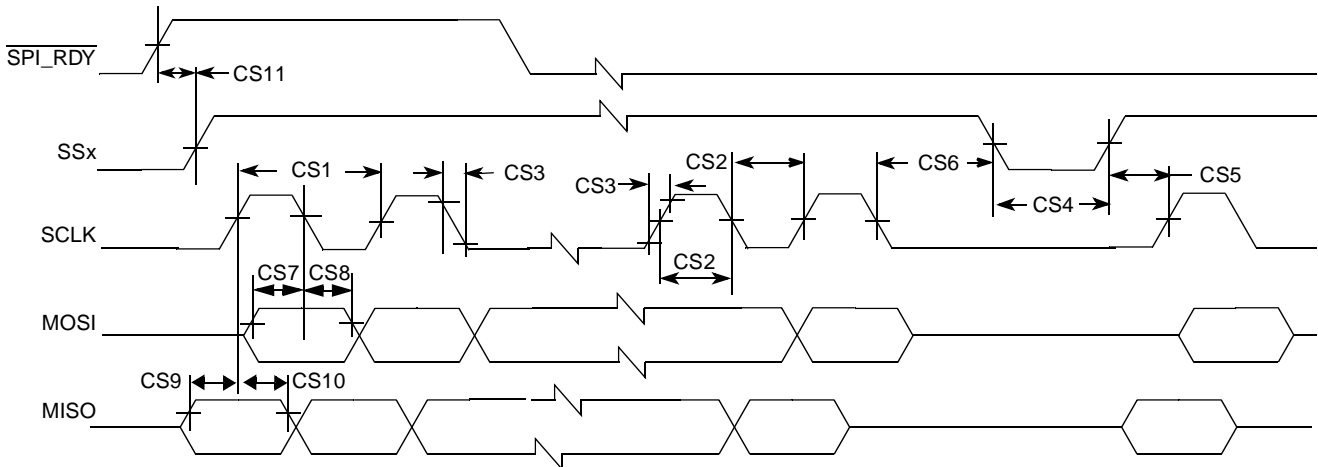 SPI_RDY
CS11
SSx
CS1
CS3
CS3
CS2
CS6
CS5
CS4
SCLK
CS2
CS7
CS8
MOSI
CS9
CS10
MISO